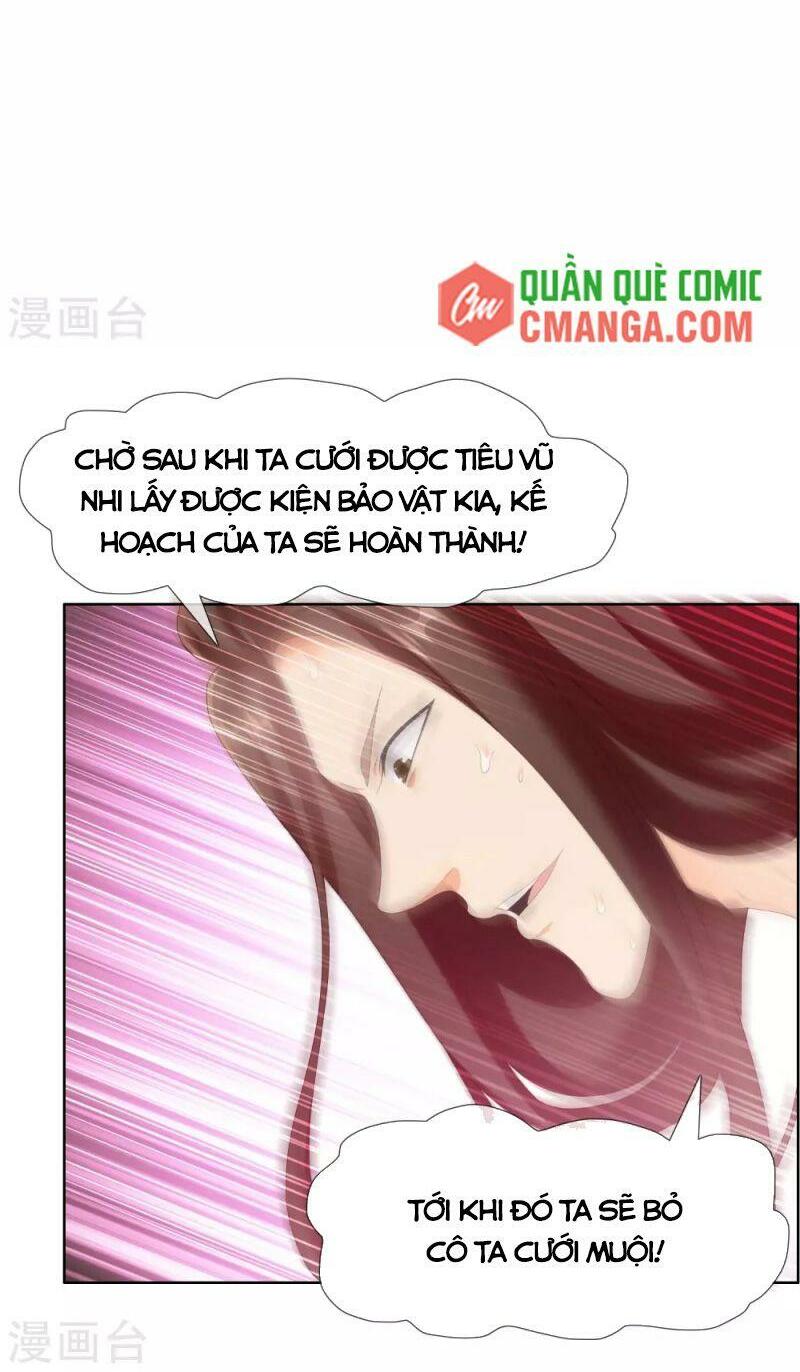 漫画台
Cm
QUẦN QUÈ COMIC
CMANGA.COM
CHỜ SAU KHI TA CƯỚI ĐƯỢC TIÊU VŨ
NHI LẤY ĐƯỢC KIỆN BẢO VẬT KIA, KẾ
HOẠCH CỦA TA SẼ HOÀN THÀNH!
TỚI KHI ĐÓ TA SẼ BỎ
CÔ TA CƯỚI MUỘI!
漫画台